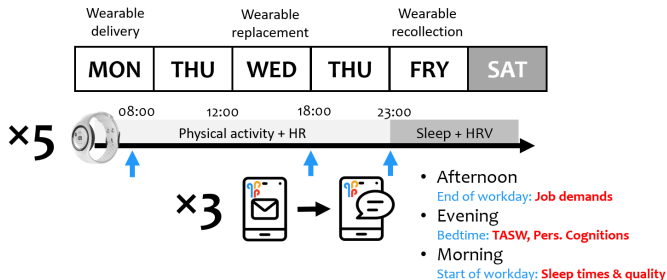 Wearable
delivery
Wearable
replacement
Wearable
recollection
MON THU WED THU FRY SAT
08:00 12:00 18:00 23:00
×5
Physical activity + HR
Sleep + HRV
×3
• Afternoon
End of workday: Job demands
• Evening
Bedtime: TASW, Pers. Cognitions
• Morning
Start of workday: Sleep times & quality